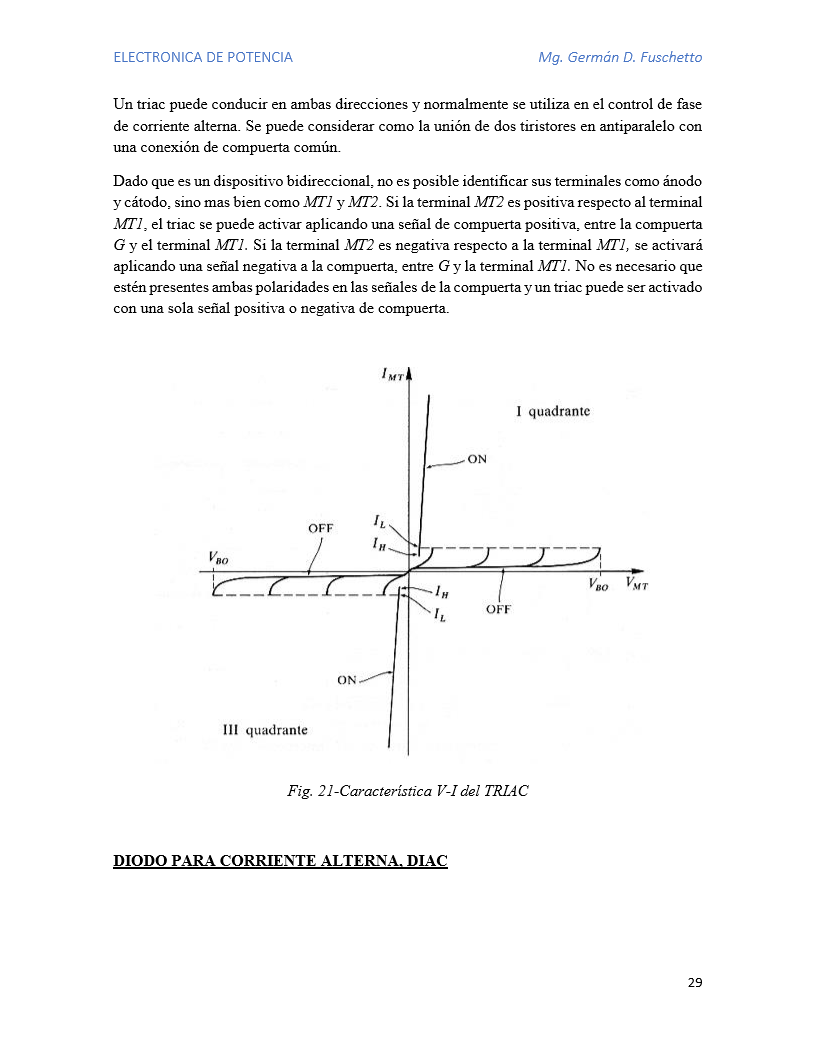 ELECTRONICA DE POTENCIA Mg. Germán D. Fuschetto
Un triac puede conducir en ambas direcciones y normalmente se utiliza en el control de fase
de corriente alterna. Se puede considerar como la unión de dos tiristores en antiparalelo con
una conexión de compuerta común.
Dado que es un dispositivo bidireccional, no es posible identificar sus terminales como ánodo
y cátodo, sino mas bien como MT1 y MT2. Si la terminal MT2 es positiva respecto al terminal
MT1, el triac se puede activar aplicando una señal de compuerta positiva, entre la compuerta
G y el terminal MT1. Si la terminal MT2 es negativa respecto a la terminal MT1, se activará
aplicando una señal negativa a la compuerta, entre G y la terminal MT1. No es necesario que
estén presentes ambas polaridades en las señales de la compuerta y un triac puede ser activado
con una sola señal positiva o negativa de compuerta.
I_MT
I quadrante
ON
I_L
OFF
I_H
V_BO
I_H
V_BO V_MT
I_L
OFF
ON
III quadrante
Fig. 21-Característica V-I del TRIAC
DIODO PARA CORRIENTE ALTERNA, DIAC
29